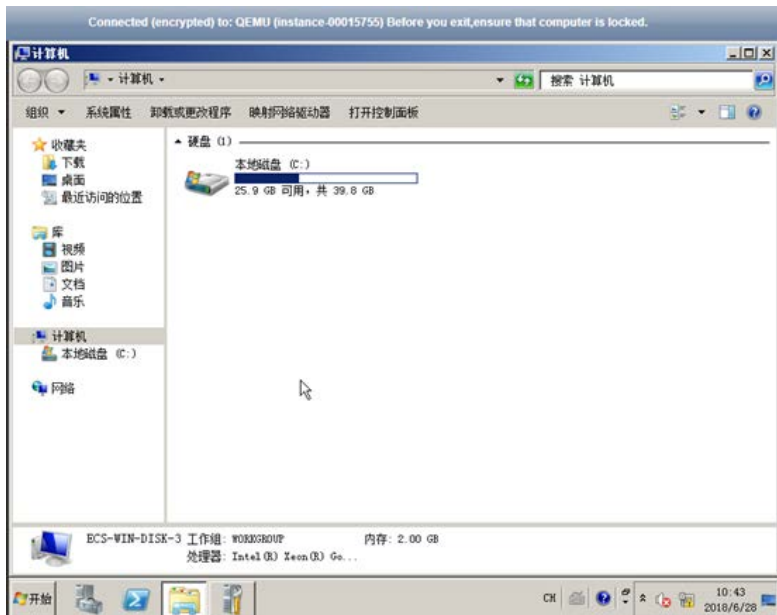 Connected (encrypted) to: QEMU (instance-00015755) Before you exit,ensure that computer is locked.
计算机
计算机
搜索 计算机
组织 系统属性 卸载或更改程序 映射网络驱动器 打开控制面板
收藏夹
下载
桌面
最近访问的位置
库
视频
图片
文档
音乐
计算机
本地磁盘 (C:)
网络
硬盘 (1)
本地磁盘 (C:)
25.9 GB 可用，共 39.8 GB
ECS-WIN-DISK-3 工作组: WORKGROUP 内存: 2.00 GB
处理器: Intel(R) Xeon(R) Go...
开始 CH 10:43
2018/6/28